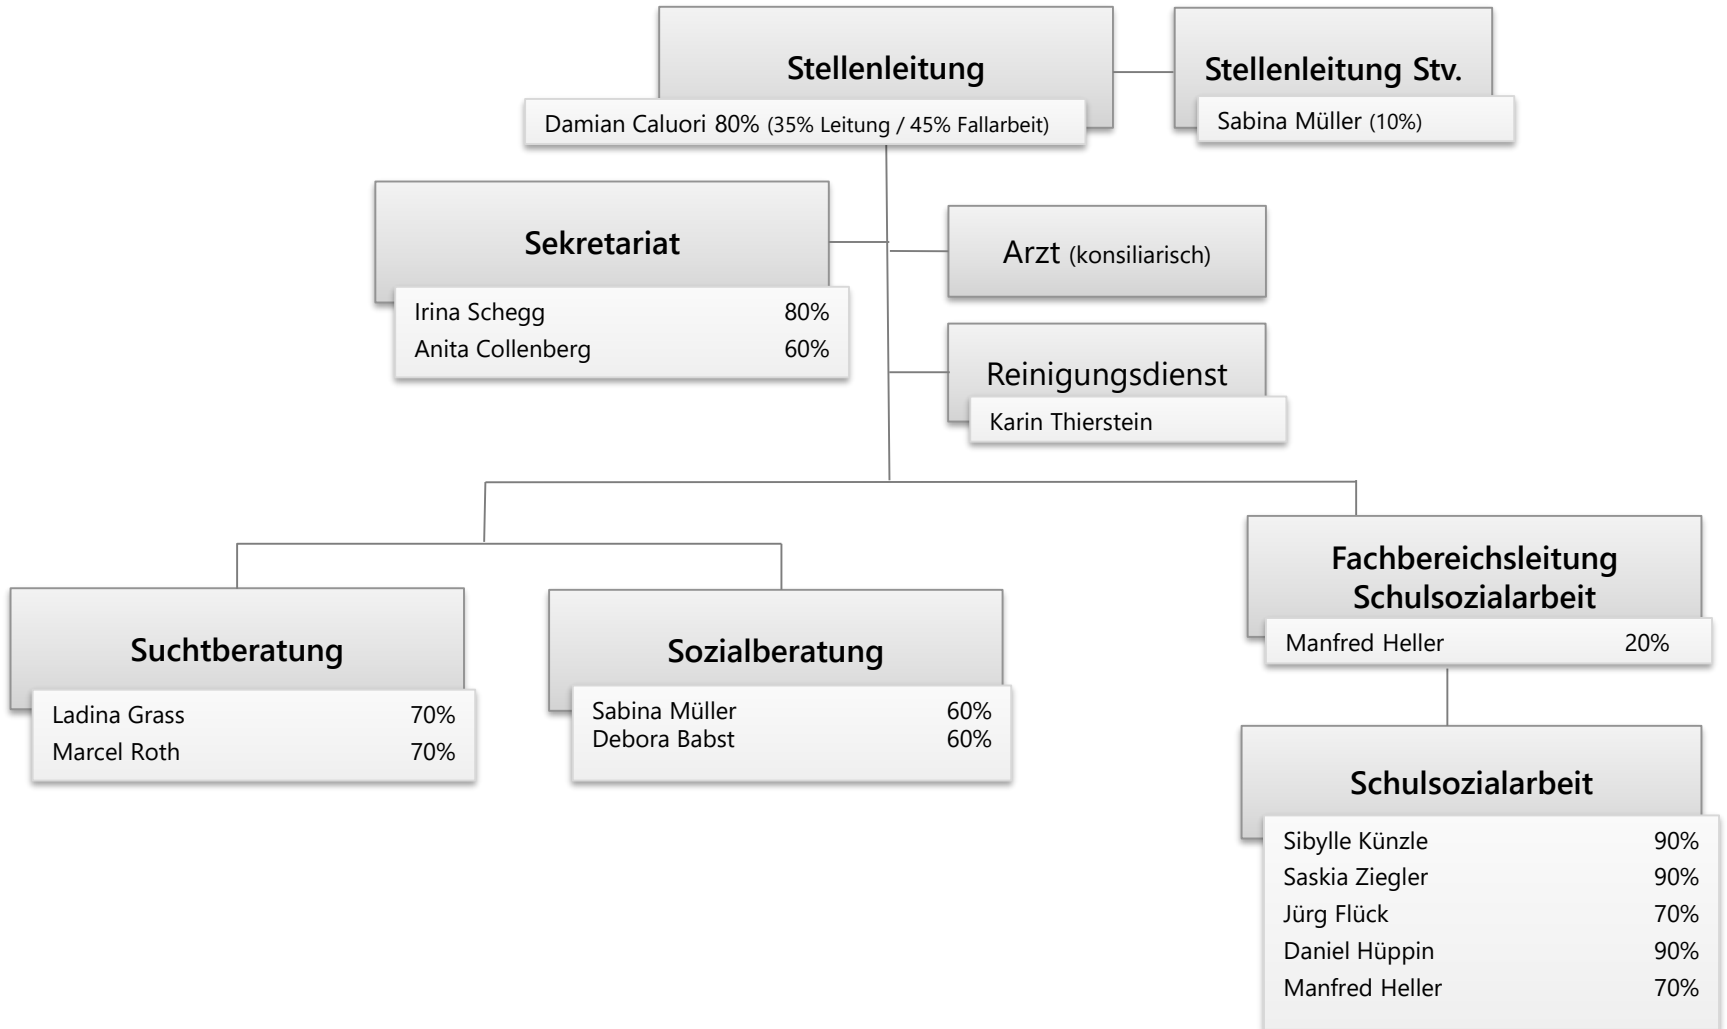 Stellenleitung
Damian Caluori 80% (35% Leitung / 45% Fallarbeit)
Stellenleitung Stv.
Sabina Müller (10%)
Sekretariat
Irina Schegg 80%
Anita Collenberg 60%
Arzt (konsiliarisch)
Reinigungsdienst
Karin Thierstein
Suchtberatung
Ladina Grass 70%
Marcel Roth 70%
Sozialberatung
Sabina Müller 60%
Debora Babst 60%
Fachbereichsleitung
Schulsozialarbeit
Manfred Heller 20%
Schulsozialarbeit
Sibylle Künzle 90%
Saskia Ziegler 90%
Jürg Flück 70%
Daniel Hüppin 90%
Manfred Heller 70%